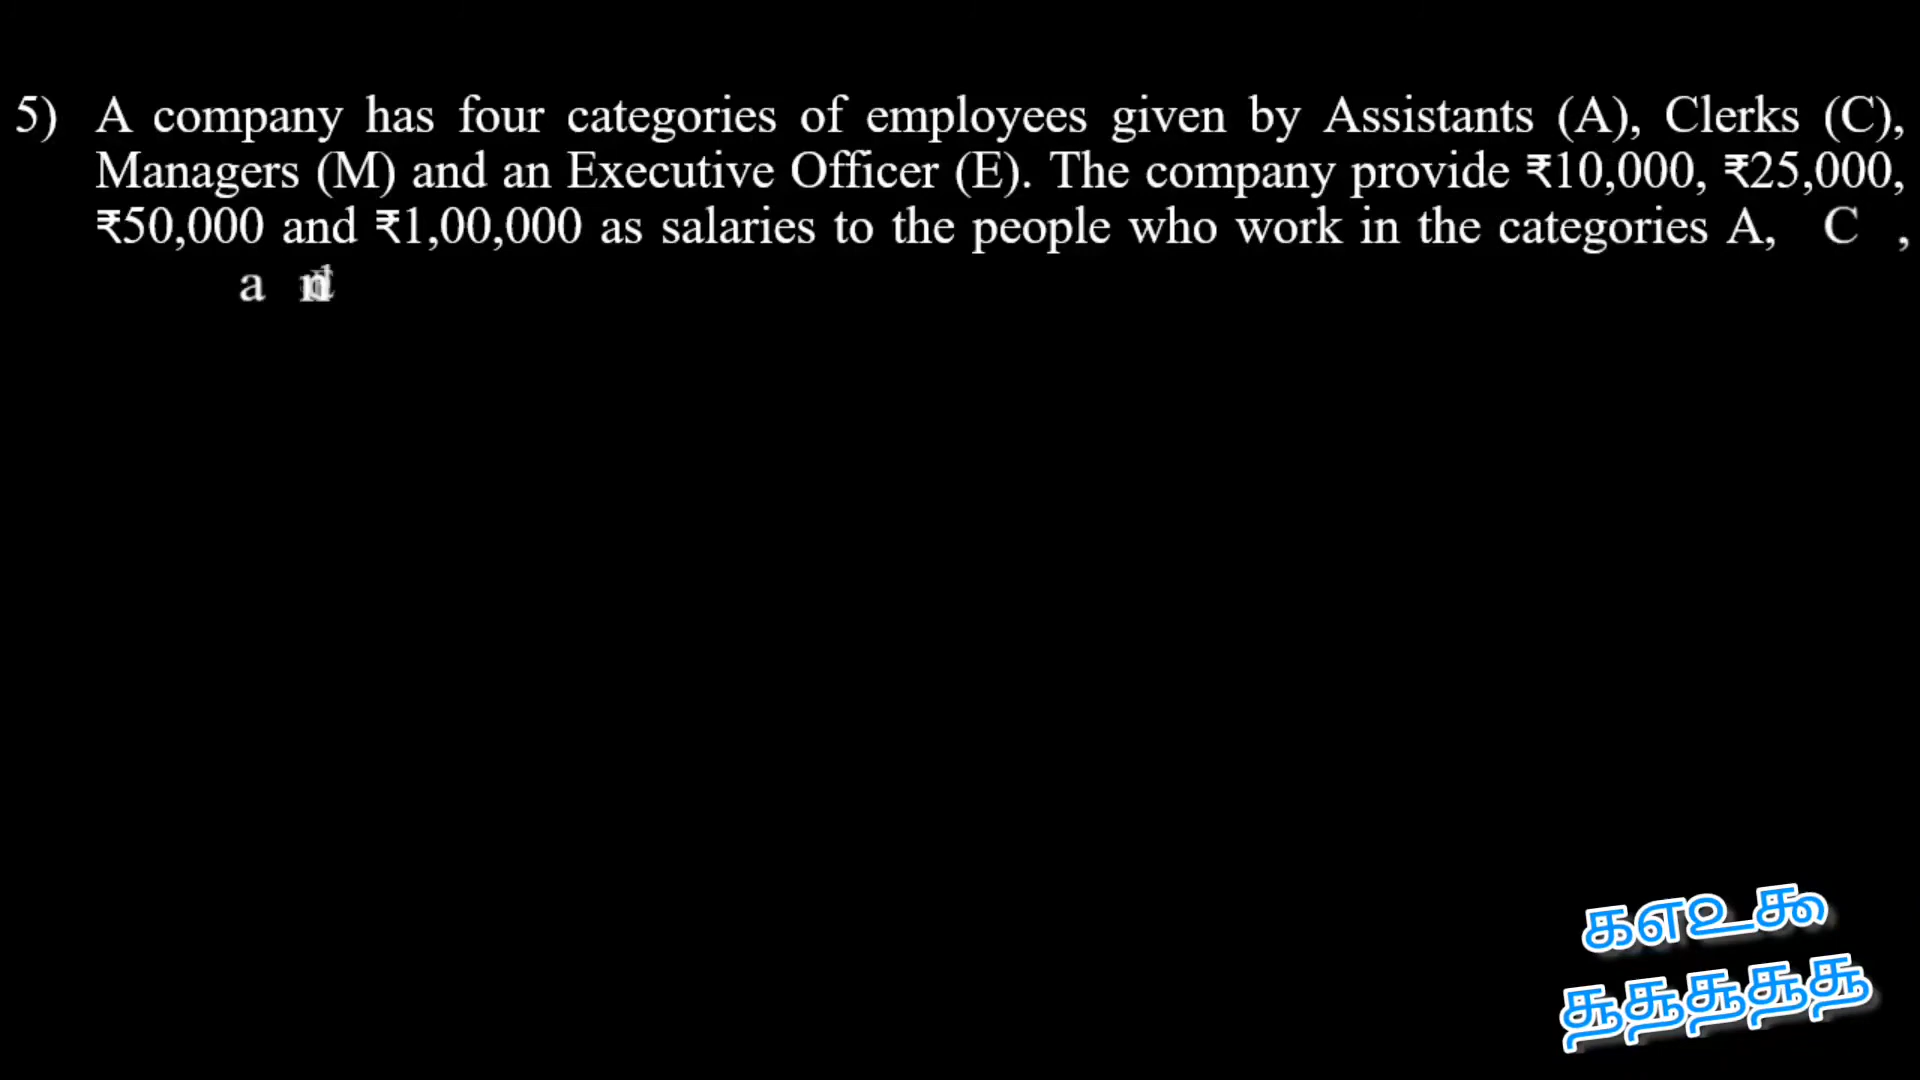 5) A company has four categories of employees given by Assistants (A), Clerks (C),
Managers (M) and an Executive Officer (E). The company provide ₹10,000, ₹25,000,
₹50,000 and ₹1,00,000 as salaries to the people who work in the categories A, C ,
கஎஉகூ
சுசுசுசுசு